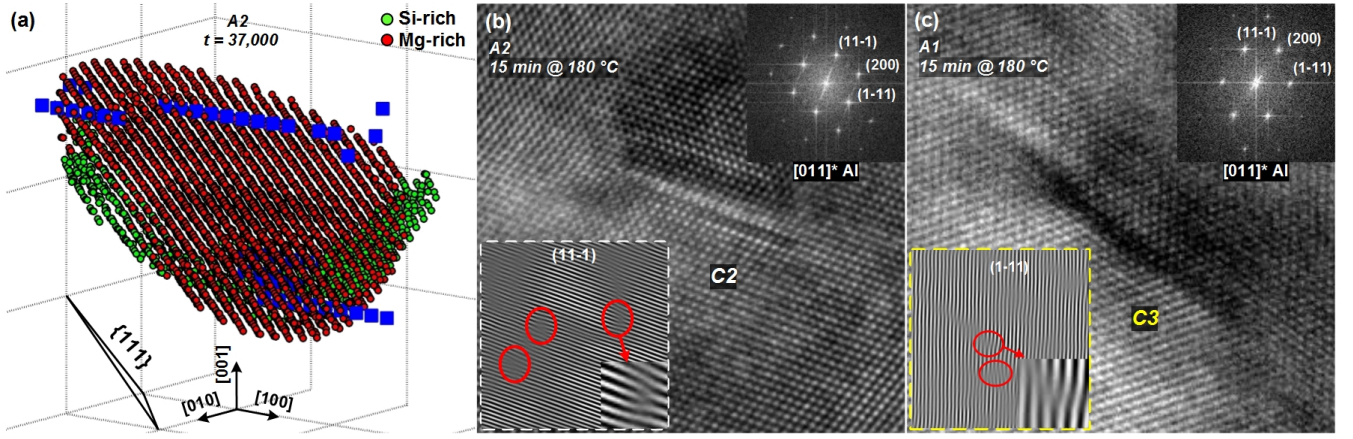 (a)
A2
t = 37,000
Si-rich
Mg-rich
{111}
[001]
[010]
[100]
(b)
A2
15 min @ 180 °C
(11-1)
(200)
(1-11)
[011]* Al
(11-1)
C2
(c)
A1
15 min @ 180 °C
(11-1)
(200)
(1-11)
[011]* Al
(1-11)
C3